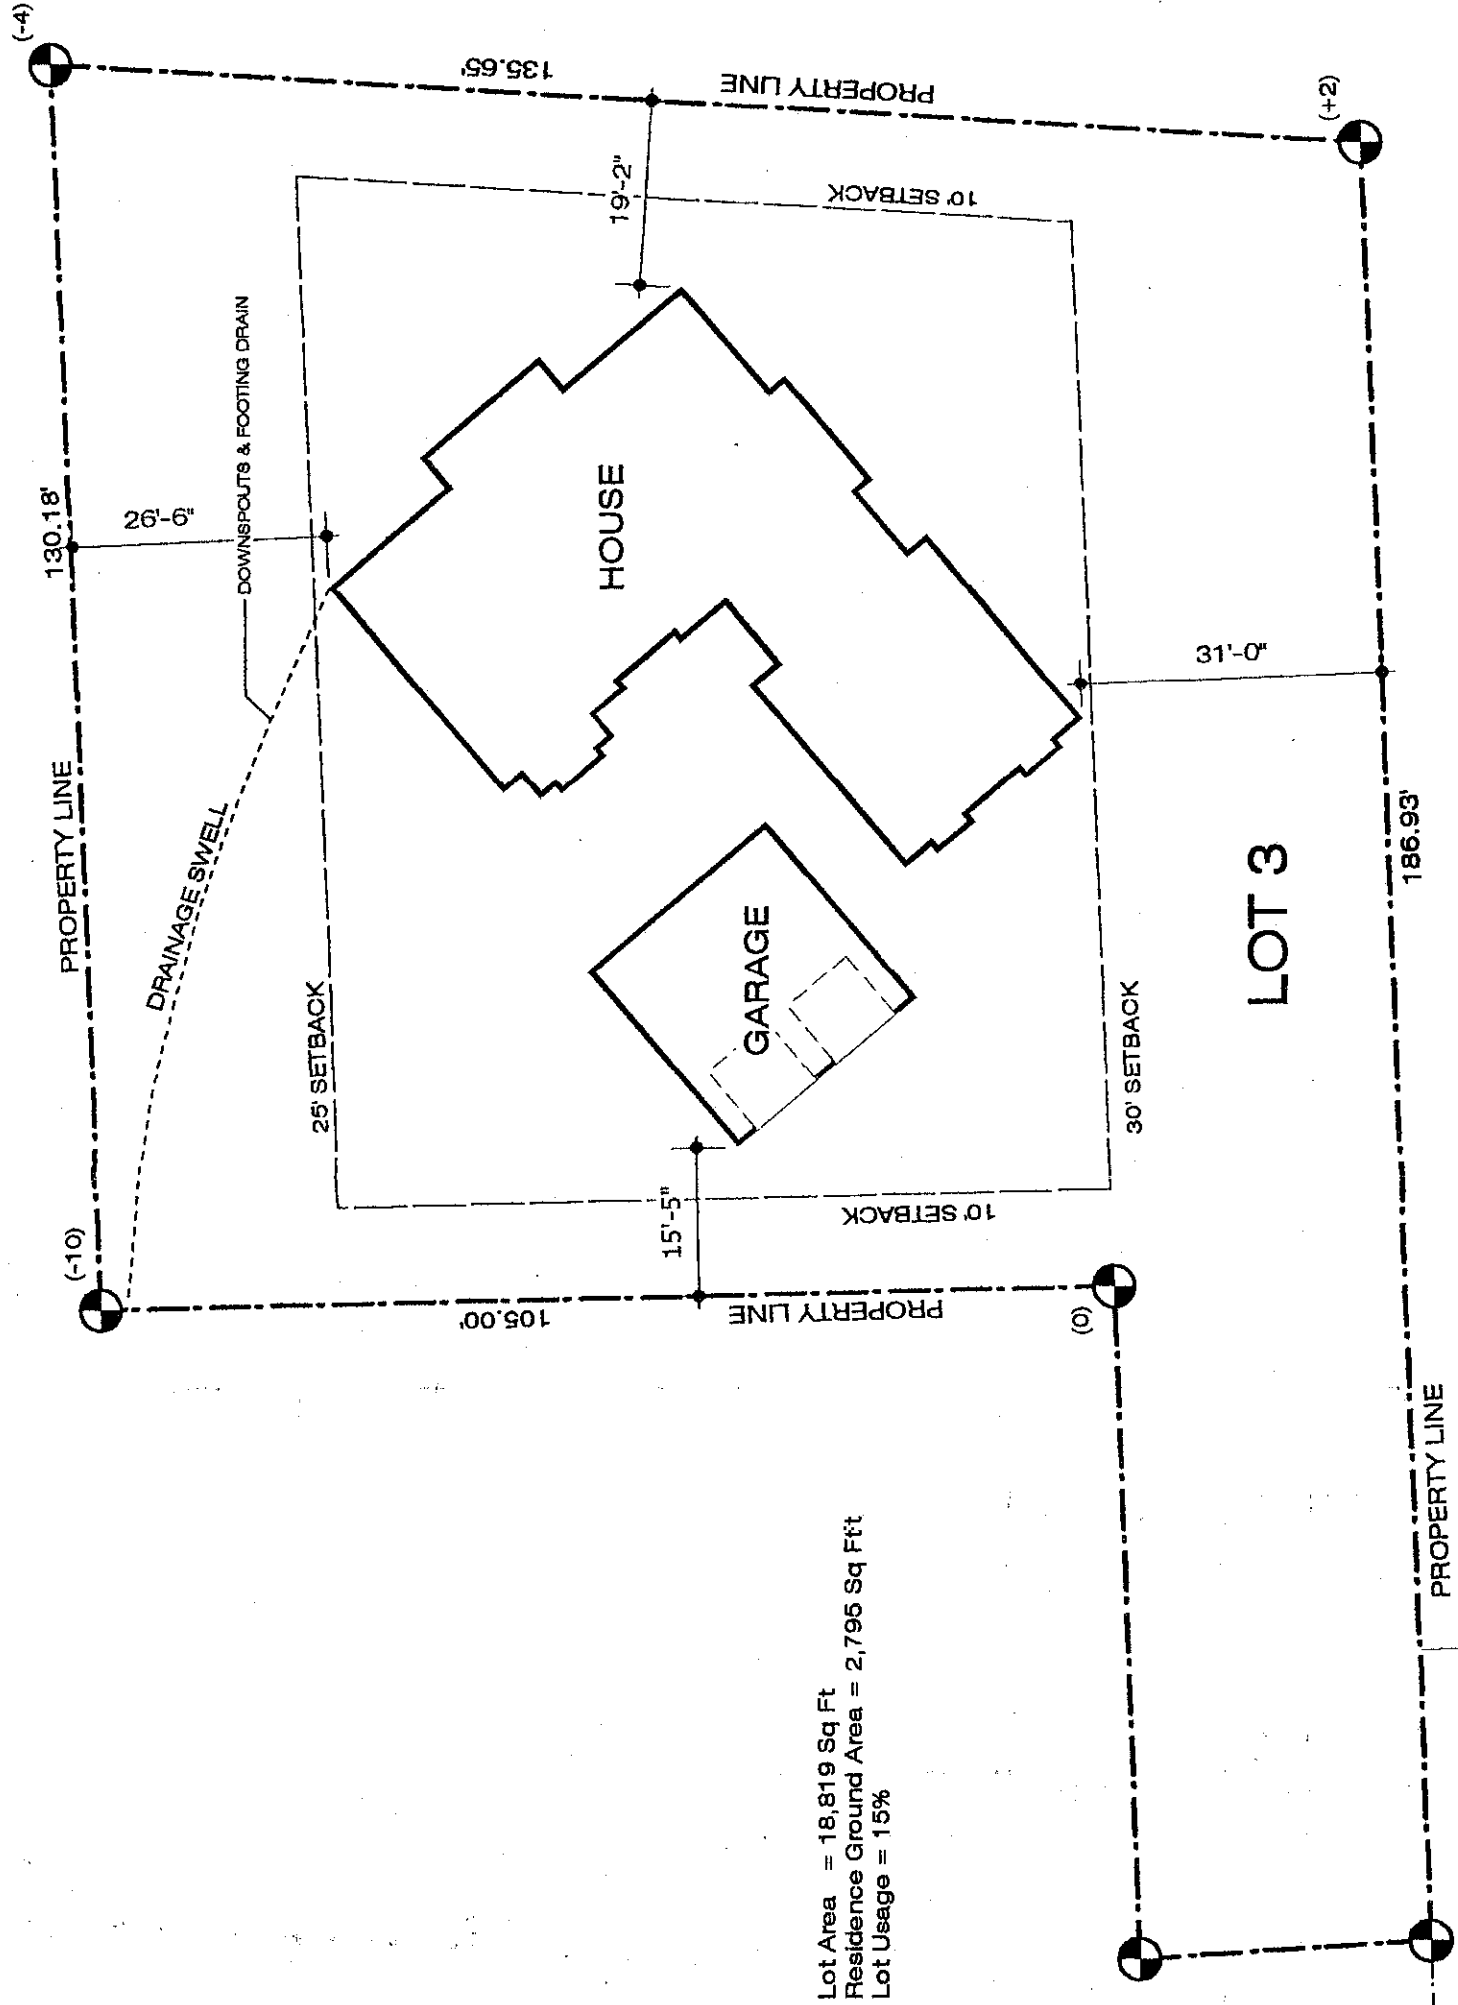 (-4)
135.65'
PROPERTY LINE
(+2)
19'-2"
10' SETBACK
DOWNSPOUTS & FOOTING DRAIN
130.18'
26'-6"
HOUSE
31'-0"
PROPERTY LINE
DRAINAGE SWELL
186.93'
LOT 3
GARAGE
25' SETBACK
30' SETBACK
15'-5"
10' SETBACK
(-10)
105.00'
PROPERTY LINE
(0)
PROPERTY LINE
Lot Area = 18,819 Sq Ft
Residence Ground Area = 2,795 Sq Ftt
Lot Usage = 15%